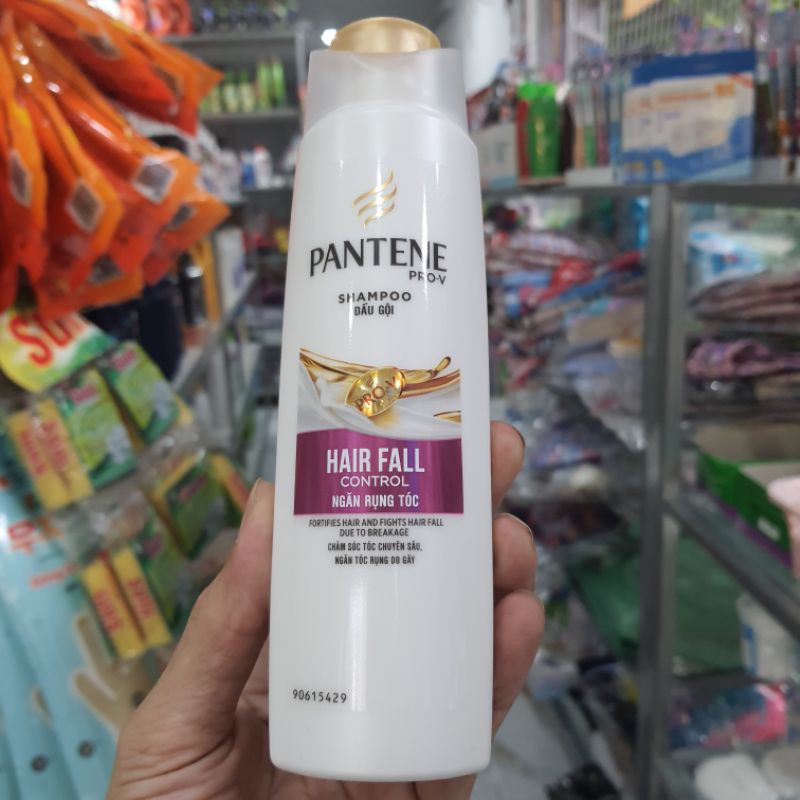 PANTENE
PRO-V
SHAMPOO
DẦU GỘI
PRO-V
HAIR FALL
CONTROL
NGĂN RỤNG TÓC
FORTIFIES HAIR AND FIGHTS HAIR FALL
DUE TO BREAKAGE
CHĂM SÓC TÓC CHUYÊN SÂU,
NGĂN TÓC RỤNG DO GÃY
90615429